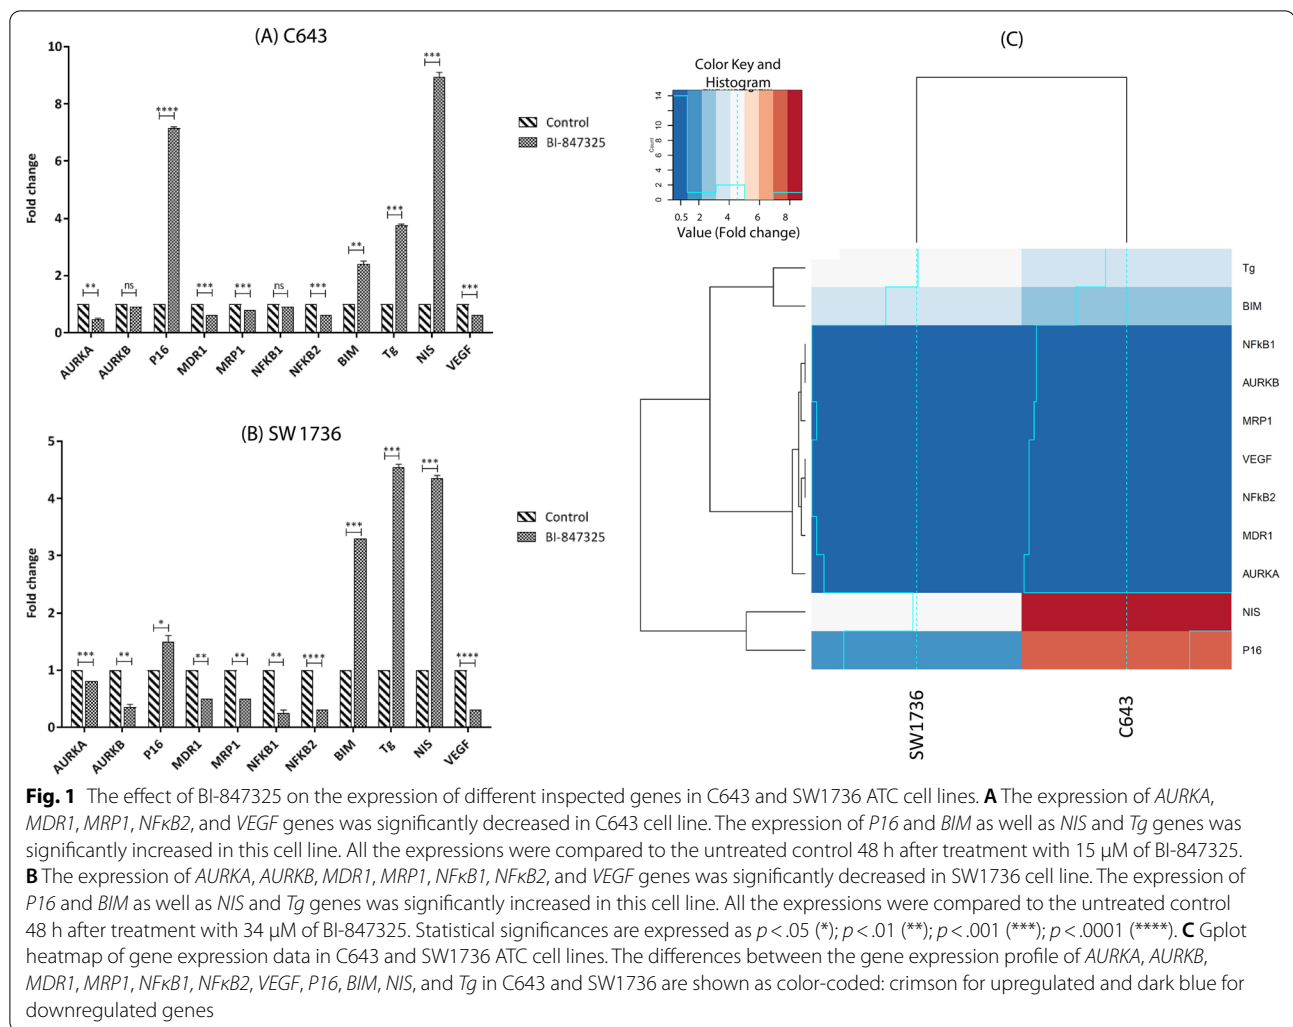 (A) C643
Fold change
10
8
6
4
2
0
**
ns
****
***
***
ns
***
**
***
***
***
AURKA
AURKB
P16
MDR1
MRP1
NFKB1
NFKB2
BIM
Tg
NIS
VEGF
Control
BI-847325
(B) SW 1736
Fold change
5
4
3
2
1
0
***
**
*
**
**
**
****
***
***
***
****
AURKA
AURKB
P16
MDR1
MRP1
NFKB1
NFKB2
BIM
Tg
NIS
VEGF
Control
BI-847325
(C)
Color Key and
Histogram
Count
14
10
8
6
4
2
0
0.5 2 4 6 8
Value (Fold change)
Tg
BIM
NFkB1
AURKB
MRP1
VEGF
NFkB2
MDR1
AURKA
NIS
P16
SW1736
C643
Fig. 1 The effect of BI-847325 on the expression of different inspected genes in C643 and SW1736 ATC cell lines. A The expression of AURKA,
MDR1, MRP1, NFκB2, and VEGF genes was significantly decreased in C643 cell line. The expression of P16 and BIM as well as NIS and Tg genes was
significantly increased in this cell line. All the expressions were compared to the untreated control 48 h after treatment with 15 μM of BI-847325.
B The expression of AURKA, AURKB, MDR1, MRP1, NFκB1, NFκB2, and VEGF genes was significantly decreased in SW1736 cell line. The expression of
P16 and BIM as well as NIS and Tg genes was significantly increased in this cell line. All the expressions were compared to the untreated control
48 h after treatment with 34 μM of BI-847325. Statistical significances are expressed as p < .05 (*); p < .01 (**); p < .001 (***); p < .0001 (****). C Gplot
heatmap of gene expression data in C643 and SW1736 ATC cell lines. The differences between the gene expression profile of AURKA, AURKB,
MDR1, MRP1, NFκB1, NFκB2, VEGF, P16, BIM, NIS, and Tg in C643 and SW1736 are shown as color-coded: crimson for upregulated and dark blue for
downregulated genes